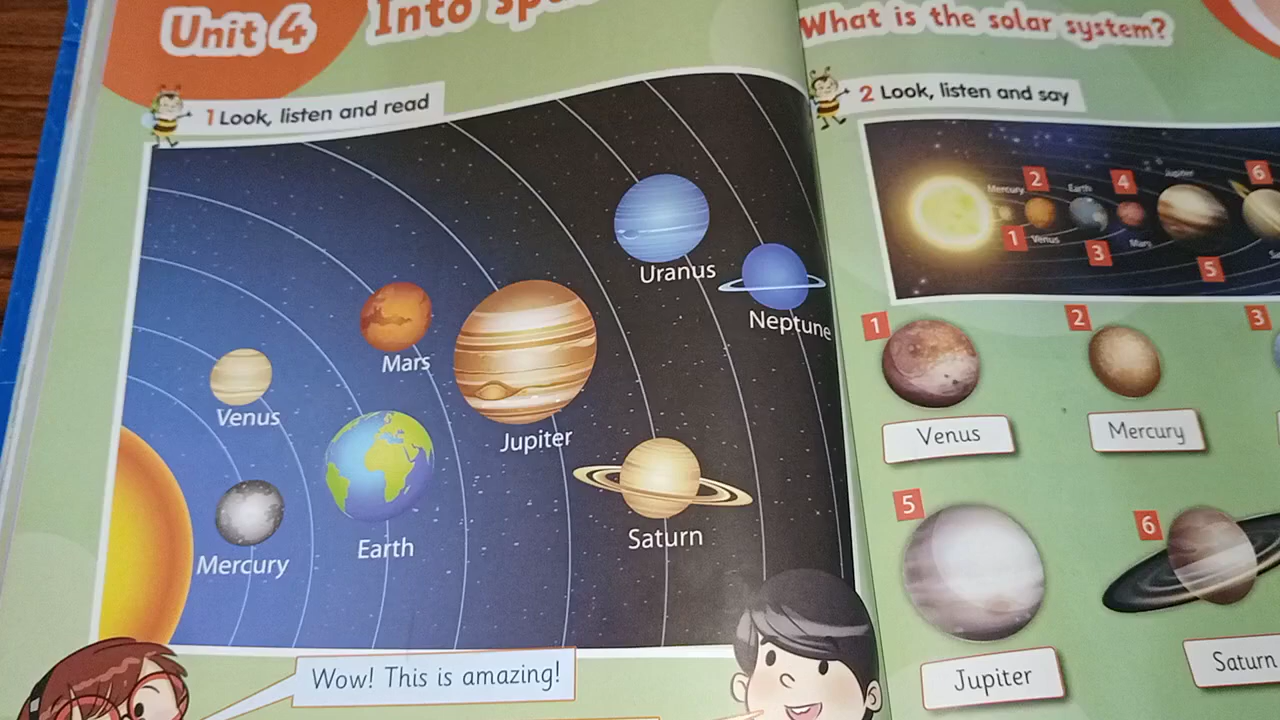 Unit 4
Into
1 Look, listen and read
Uranus
Neptune
Mars
Venus
Jupiter
Saturn
Earth
Mercury
Wow! This is amazing!
What is the solar system?
2 Look, listen and say
Mercury
2
Earth
4
Jupiter
6
1
Venus
3
Mars
5
1
2
3
Venus
Mercury
5
6
Jupiter
Saturn